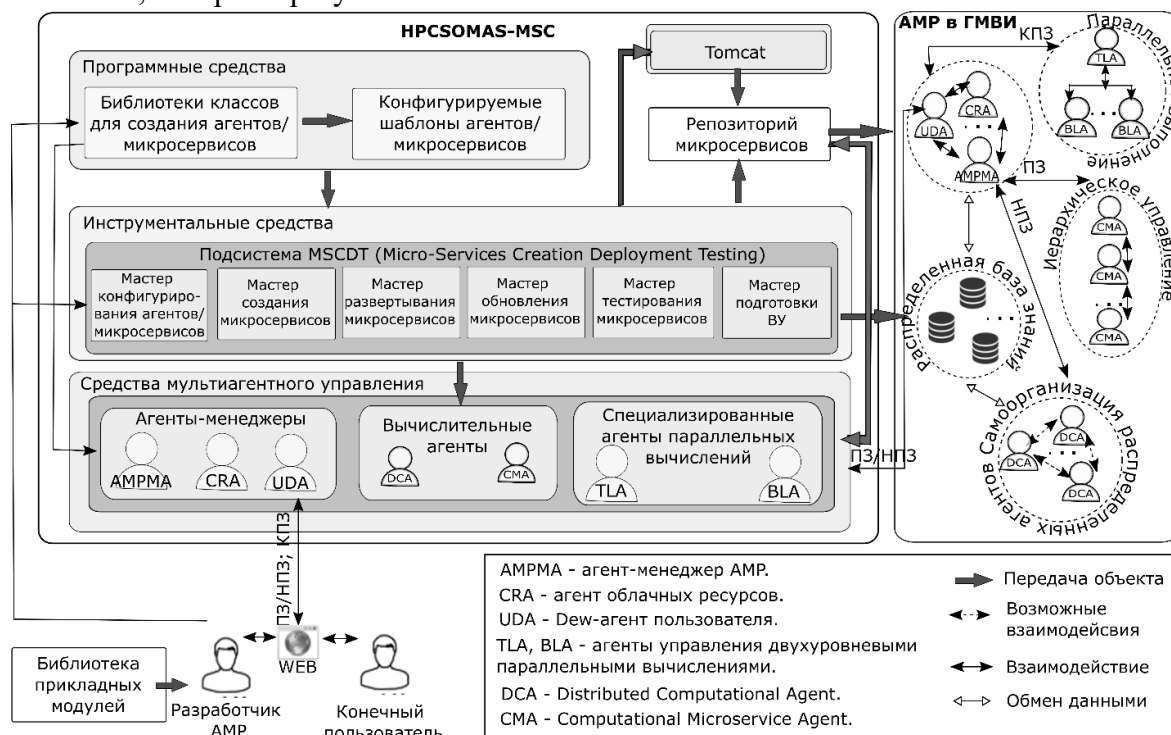 HPCSOMAS-MSC
Программные средства
Библиотеки классов
для создания агентов/
микросервисов
Конфигурируемые
шаблоны агентов/
микросервисов
Tomcat
Репозиторий
микросервисов
Инструментальные средства
Подсистема MSCDT (Micro-Services Creation Deployment Testing)
Мастер
конфигуриро-
вания агентов/
микросервисов
Мастер
создания
микросервисов
Мастер
развертывания
микросервисов
Мастер
обновления
микросервисов
Мастер
тестирования
микросервисов
Мастер
подготовки
ВУ
Средства мультиагентного управления
Агенты-менеджеры
AMPMA
CRA
UDA
Вычислительные
агенты
DCA
CMA
Специализированные
агенты параллельных
вычислений
TLA
BLA
ПЗ/НПЗ
АМР в ГМВИ
КПЗ
Параллельное
выполнение
TLA
BLA
...
BLA
CRA
UDA
...
AMPMA
ПЗ
НПЗ
Иерархическое управление
CMA
CMA
...
CMA
Распределенная база знаний
...
Самоорганизация распределенных агентов
DCA
DCA
...
DCA
ПЗ/НПЗ; КПЗ
WEB
Библиотека
прикладных
модулей
Разработчик
АМР
Конечный
пользователь
AMPMA - агент-менеджер АМР.
CRA - агент облачных ресурсов.
UDA - Dew-агент пользователя.
TLA, BLA - агенты управления двухуровневыми
параллельными вычислениями.
DCA - Distributed Computational Agent.
CMA - Computational Microservice Agent.
Передача объекта
Возможные
взаимодейсвия
Взаимодействие
Обмен данными